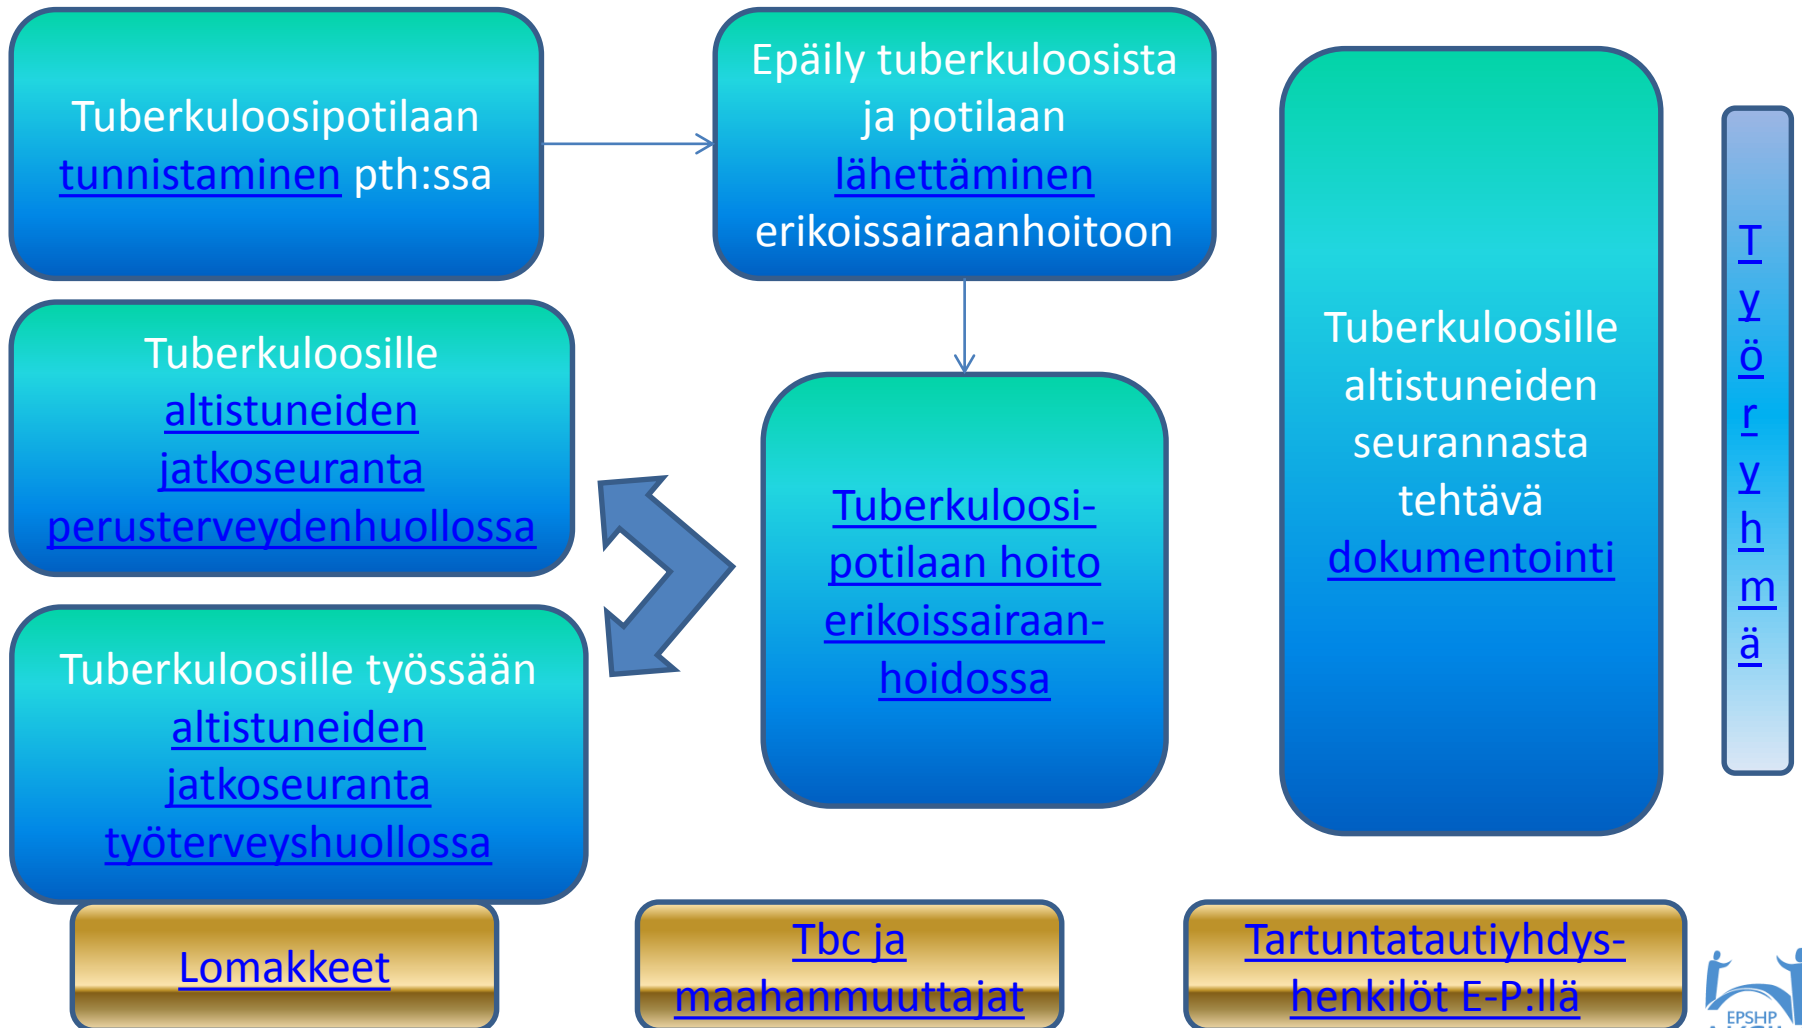 Tuberkuloosipotilaan
tunnistaminen pth:ssa
Epäily tuberkuloosista
ja potilaan
lähettäminen
erikoissairaanhoitoon
Tuberkuloosille
altistuneiden
jatkoseuranta
perusterveydenhuollossa
Tuberkuloosi-
potilaan hoito
erikoissairaan-
hoidossa
Tuberkuloosille työssään
altistuneiden
jatkoseuranta
työterveyshuollossa
Tuberkuloosille
altistuneiden
seurannasta
tehtävä
dokumentointi
T
y
ö
r
y
h
m
ä
Lomakkeet
Tbc ja
maahanmuuttajat
Tartuntatautiyhdys-
henkilöt E-P:llä
EPSHP